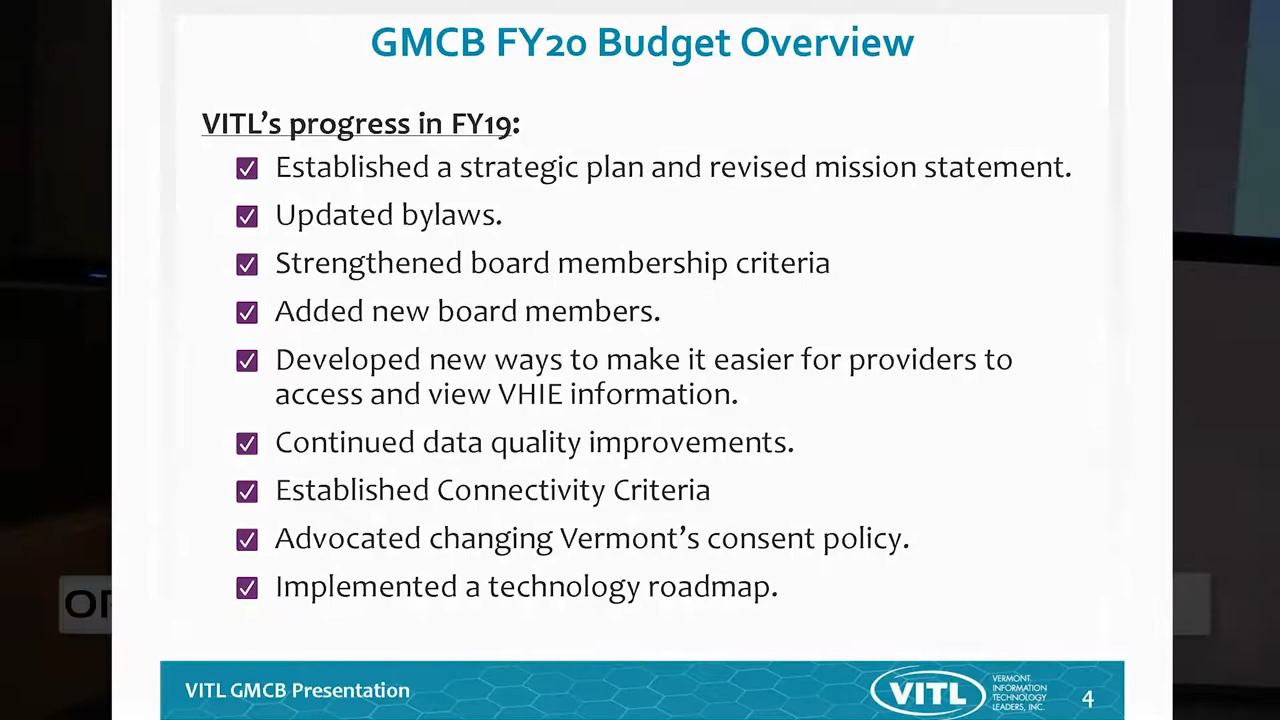 GMCB FY20 Budget Overview
VITL’s progress in FY19:
Established a strategic plan and revised mission statement.
Updated bylaws.
Strengthened board membership criteria
Added new board members.
Developed new ways to make it easier for providers to
access and view VHIE information.
Continued data quality improvements.
Established Connectivity Criteria
Advocated changing Vermont’s consent policy.
Implemented a technology roadmap.
VITL GMCB Presentation
VITL
VERMONT
INFORMATION
TECHNOLOGY
LEADERS, INC.
4